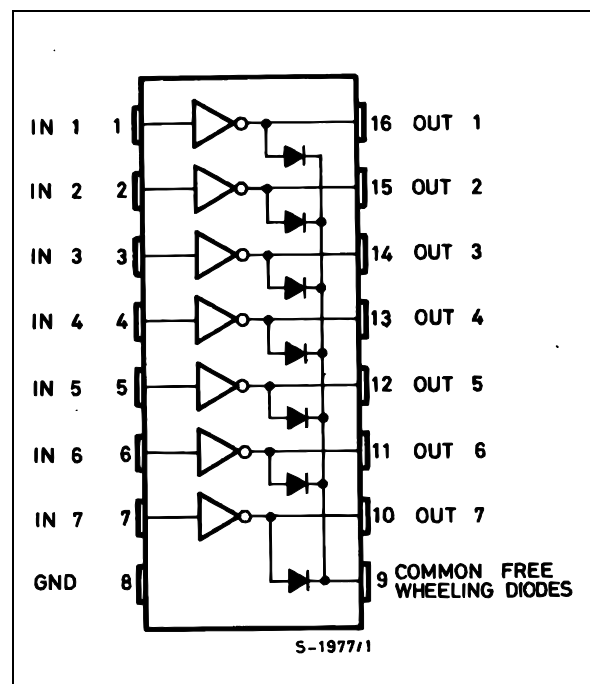 IN 1 1 16 OUT 1
IN 2 2 15 OUT 2
IN 3 3 14 OUT 3
IN 4 4 13 OUT 4
IN 5 5 12 OUT 5
IN 6 6 11 OUT 6
IN 7 7 10 OUT 7
GND 8 9 COMMON FREE
WHEELING DIODES
S-1977/1